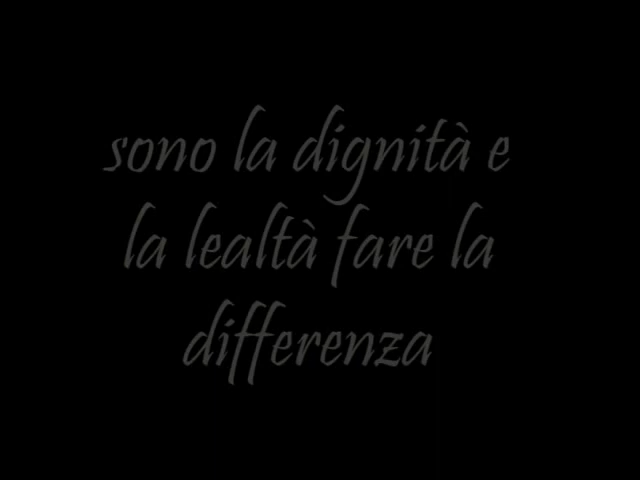 sono la dignità e
la lealtà fare la
differenza